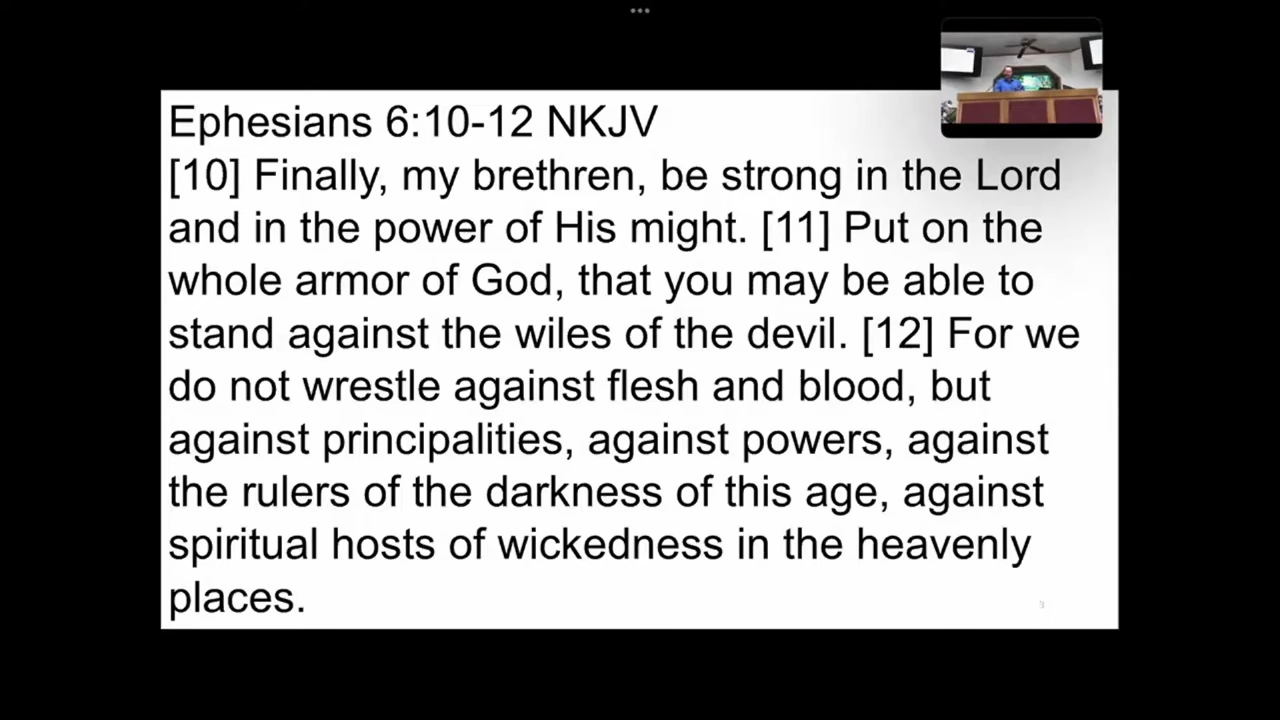 Ephesians 6:10-12 NKJV
[10] Finally, my brethren, be strong in the Lord
and in the power of His might. [11] Put on the
whole armor of God, that you may be able to
stand against the wiles of the devil. [12] For we
do not wrestle against flesh and blood, but
against principalities, against powers, against
the rulers of the darkness of this age, against
spiritual hosts of wickedness in the heavenly
places.
3